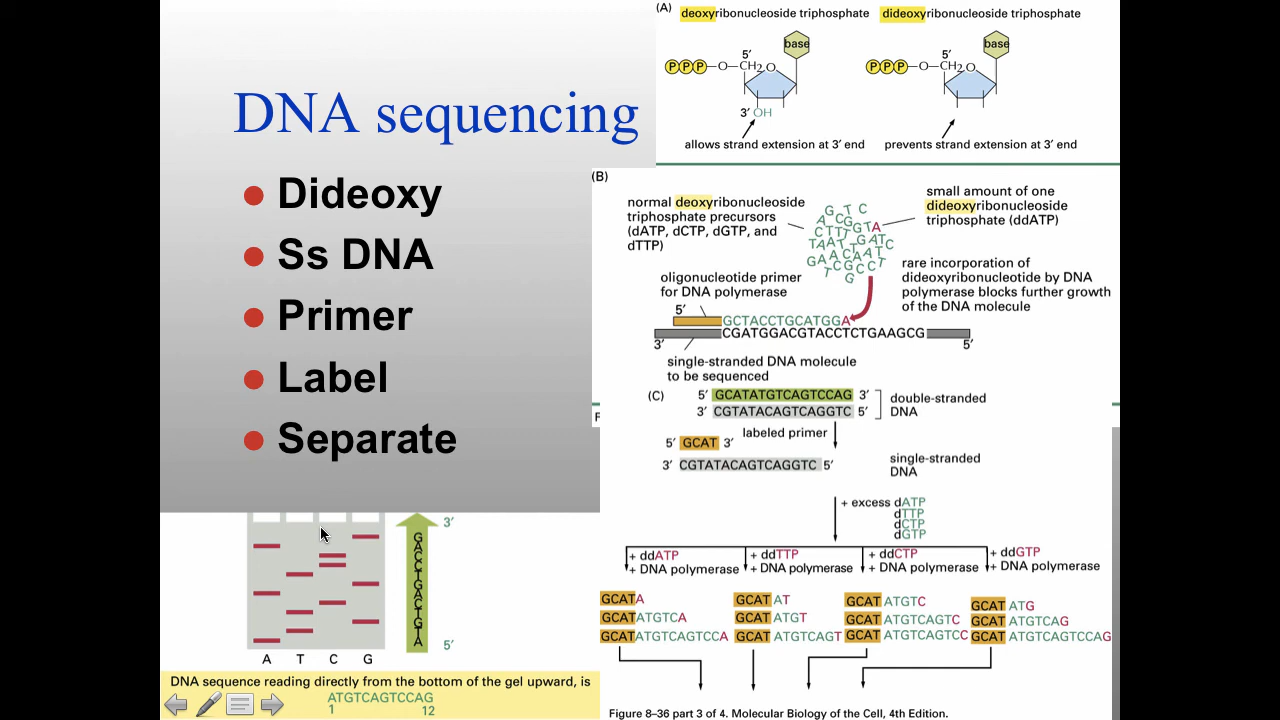 DNA sequencing
Dideoxy
Ss DNA
Primer
Label
Separate
(A)
deoxyribonucleoside triphosphate
dideoxyribonucleoside triphosphate
base
base
5′
5′
PPP—O—CH2 O
PPP—O—CH2 O
3′ OH
allows strand extension at 3′ end
prevents strand extension at 3′ end
(B)
normal deoxyribonucleoside
triphosphate precursors
(dATP, dCTP, dGTP, and
dTTP)
small amount of one
dideoxyribonucleoside
triphosphate (ddATP)
rare incorporation of
dideoxyribonucleotide by DNA
polymerase blocks further growth
of the DNA molecule
oligonucleotide primer
for DNA polymerase
5′
GCTACCTGCATGGA
CGATGGACGTACCTCTGAAGCG
3′
5′
single-stranded DNA molecule
to be sequenced
(C)
5′ GCATATGTCAGTCCAG 3′
3′ CGTATACAGTCAGGTC 5′
double-stranded
DNA
labeled primer
5′ GCAT 3′
3′ CGTATACAGTCAGGTC 5′
single-stranded
DNA
F
+ excess dATP
dTTP
dCTP
dGTP
+ ddATP
+ DNA polymerase
+ ddTTP
+ DNA polymerase
+ ddCTP
+ DNA polymerase
+ ddGTP
+ DNA polymerase
GCATA
GCATATGTCA
GCATATGTCAGTCCA
GCAT AT
GCAT ATGT
GCAT ATGTCAGT
GCAT ATGTC
GCAT ATGTCAGTC
GCAT ATGTCAGTCC
GCAT ATG
GCAT ATGTCAG
GCAT ATGTCAGTCCAG
3′
GACCTGACTGTA
5′
A T C G
DNA sequence reading directly from the bottom of the gel upward, is
ATGTCAGTCCAG
1 12
Figure 8–36 part 3 of 4. Molecular Biology of the Cell, 4th Edition.